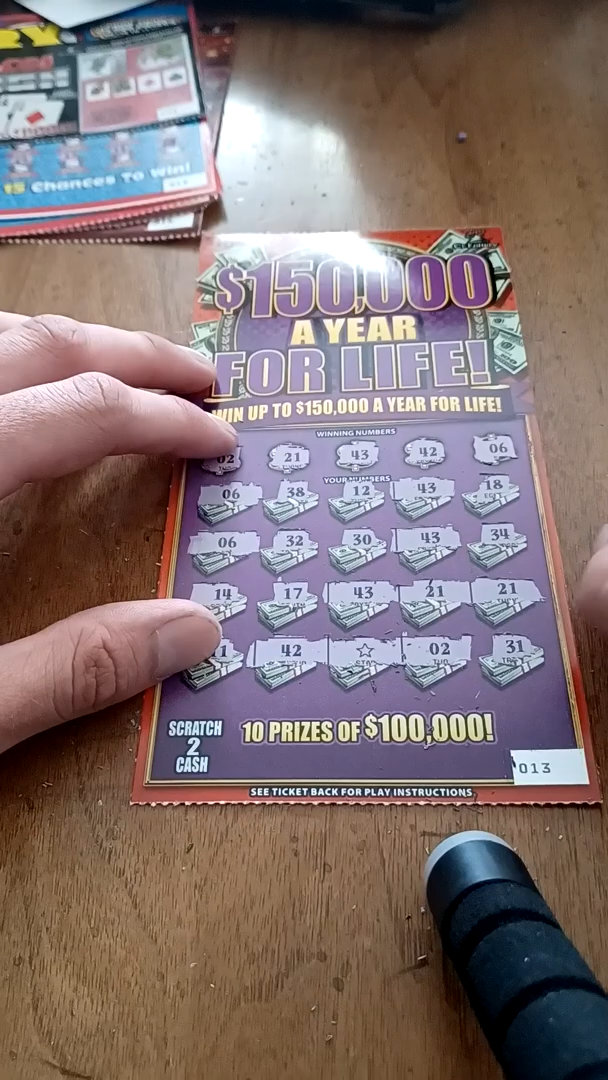 RY
15 Chances To Win!
$150,000
A YEAR
FOR LIFE!
WIN UP TO $150,000 A YEAR FOR LIFE!
WINNING NUMBERS
02 21 43 42 06
YOUR NUMBERS
06 38 12 43 18
06 32 30 43 34
14 17 43 21 21
1 42 02 31
SCRATCH
2
CASH
10 PRIZES OF $100,000!
013
SEE TICKET BACK FOR PLAY INSTRUCTIONS